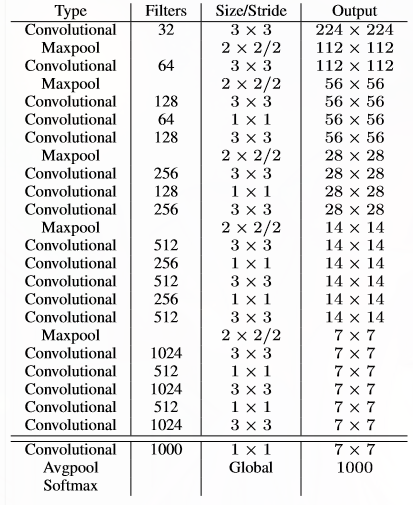 Type Filters Size/Stride Output
Convolutional 32 3 × 3 224 × 224
Maxpool 2 × 2/2 112 × 112
Convolutional 64 3 × 3 112 × 112
Maxpool 2 × 2/2 56 × 56
Convolutional 128 3 × 3 56 × 56
Convolutional 64 1 × 1 56 × 56
Convolutional 128 3 × 3 56 × 56
Maxpool 2 × 2/2 28 × 28
Convolutional 256 3 × 3 28 × 28
Convolutional 128 1 × 1 28 × 28
Convolutional 256 3 × 3 28 × 28
Maxpool 2 × 2/2 14 × 14
Convolutional 512 3 × 3 14 × 14
Convolutional 256 1 × 1 14 × 14
Convolutional 512 3 × 3 14 × 14
Convolutional 256 1 × 1 14 × 14
Convolutional 512 3 × 3 14 × 14
Maxpool 2 × 2/2 7 × 7
Convolutional 1024 3 × 3 7 × 7
Convolutional 512 1 × 1 7 × 7
Convolutional 1024 3 × 3 7 × 7
Convolutional 512 1 × 1 7 × 7
Convolutional 1024 3 × 3 7 × 7
Convolutional 1000 1 × 1 7 × 7
Avgpool Global 1000
Softmax